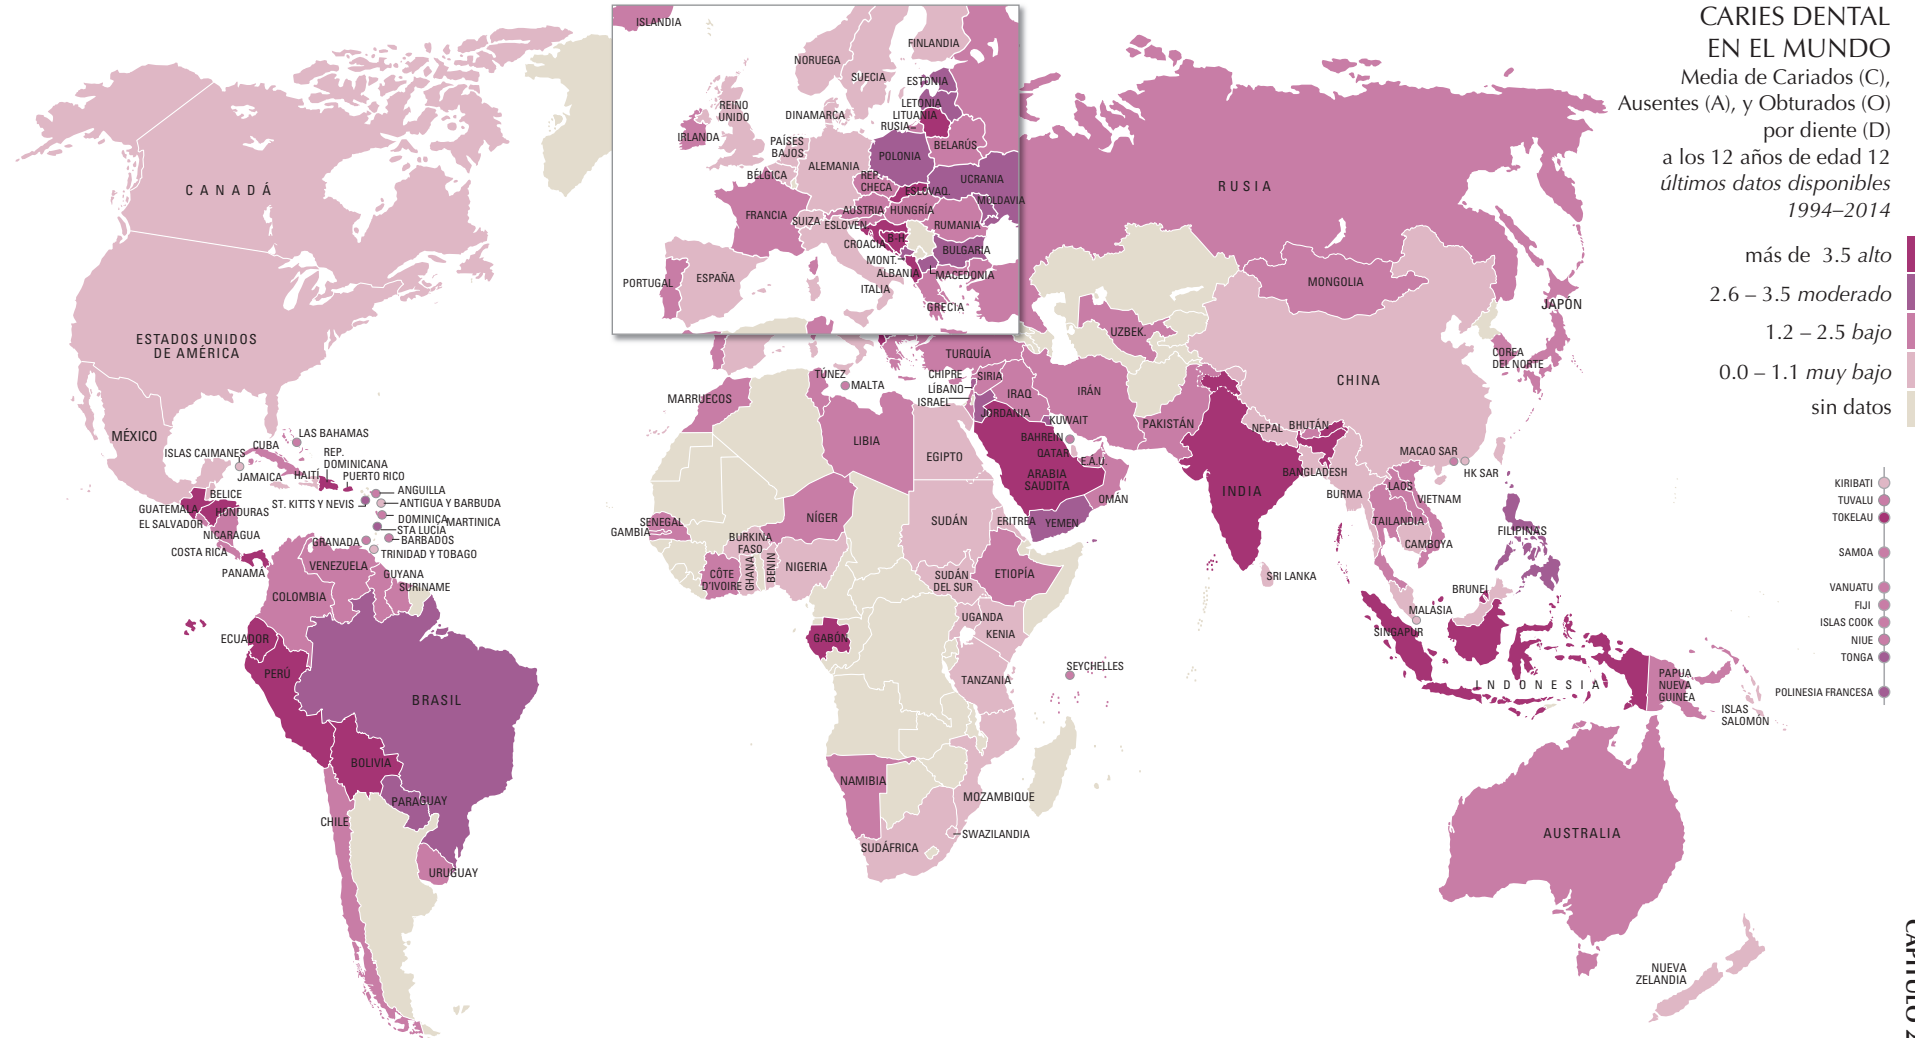 CARIES DENTAL
EN EL MUNDO
Media de Cariados (C),
Ausentes (A), y Obturados (O)
por diente (D)
a los 12 años de edad 12
últimos datos disponibles
1994–2014
más de 3.5 alto
2.6 – 3.5 moderado
1.2 – 2.5 bajo
0.0 – 1.1 muy bajo
sin datos
ISLANDIA
NORUEGA
FINLANDIA
SUECIA
ESTONIA
LETONIA
LITUANIA
RUSIA
REINO
UNIDO
DINAMARCA
IRLANDA
PAÍSES
BAJOS
BELARÚS
POLONIA
ALEMANIA
BÉLGICA
REP.
CHECA
UCRANIA
ESLOVAQ.
MOLDAVIA
FRANCIA
AUSTRIA
HUNGRÍA
SUIZA
ESLOVEN.
RUMANIA
CROACIA
B-H.
BULGARIA
MONT.
ALBANIA
MACEDONIA
PORTUGAL
ESPAÑA
ITALIA
GRECIA
CANADÁ
ESTADOS UNIDOS
DE AMÉRICA
MÉXICO
LAS BAHAMAS
CUBA
ISLAS CAIMANES
REP.
DOMINICANA
JAMAICA
HAITÍ
PUERTO RICO
BELICE
ANGUILLA
ST. KITTS Y NEVIS
ANTIGUA Y BARBUDA
GUATEMALA
HONDURAS
DOMINICA
MARTINICA
EL SALVADOR
STA LUCÍA
NICARAGUA
BARBADOS
GRANADA
COSTA RICA
TRINIDAD Y TOBAGO
PANAMÁ
VENEZUELA
GUYANA
SURINAME
COLOMBIA
ECUADOR
PERÚ
BRASIL
BOLIVIA
PARAGUAY
CHILE
URUGUAY
RUSIA
MONGOLIA
JAPÓN
UZBEK.
COREA
DEL NORTE
TURQUÍA
CHINA
TÚNEZ
MALTA
CHIPRE
SIRIA
LÍBANO
ISRAEL
IRAQ
IRÁN
MARRUECOS
JORDANIA
KUWAIT
PAKISTÁN
NEPAL
BHUTÁN
LIBIA
EGIPTO
BAHREIN
QATAR
E.A.U.
ARABIA
SAUDITA
OMÁN
MACAO SAR
HK SAR
BANGLADESH
INDIA
BURMA
LAOS
VIETNAM
SENEGAL
GAMBIA
NÍGER
SUDÁN
ERITREA
YEMEN
TAILANDIA
FILIPINAS
CAMBOYA
BURKINA
FASO
CÔTE
D'IVOIRE
GHANA
BENIN
NIGERIA
SUDÁN
DEL SUR
ETIOPÍA
SRI LANKA
BRUNEI
MALASIA
SINGAPUR
UGANDA
KENIA
GABÓN
SEYCHELLES
TANZANIA
INDONESIA
PAPUA
NUEVA
GUINEA
ISLAS
SALOMÓN
NAMIBIA
MOZAMBIQUE
SWAZILANDIA
SUDÁFRICA
AUSTRALIA
NUEVA
ZELANDIA
KIRIBATI
TUVALU
TOKELAU
SAMOA
VANUATU
FIJI
ISLAS COOK
NIUE
TONGA
POLINESIA FRANCESA
CAPÍTULO 2